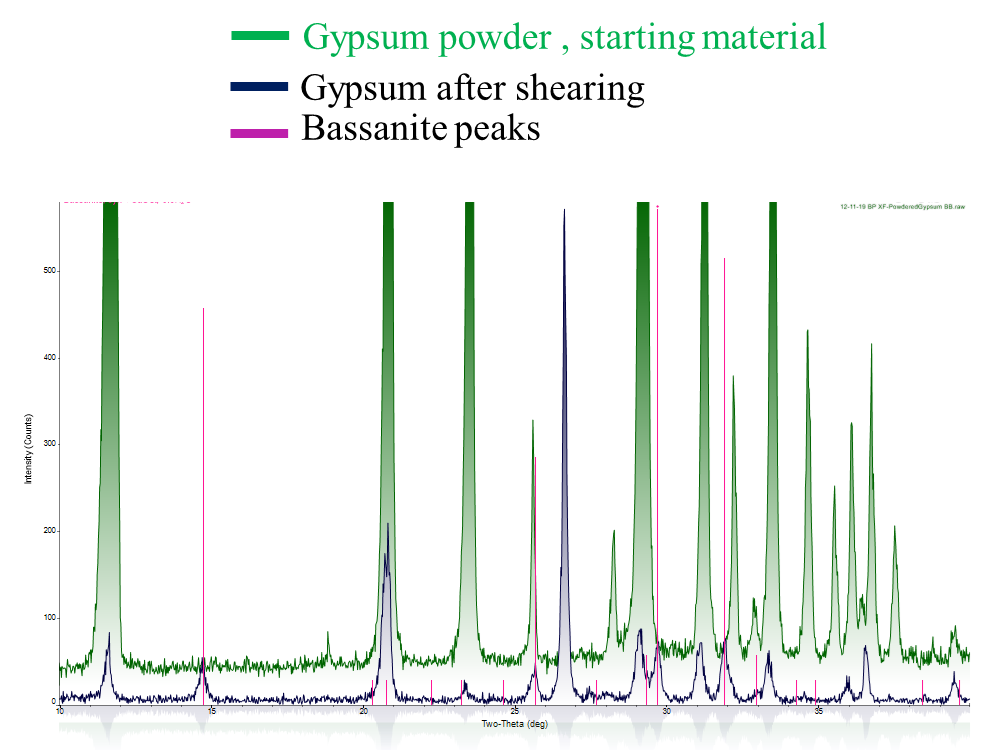 Gypsum powder , starting material
Gypsum after shearing
Bassanite peaks
12-11-19 BP XF-PowderedGypsum BB.raw
500
400
300
200
100
0
Intensity (Counts)
10
15
20
25
30
35
Two-Theta (deg)